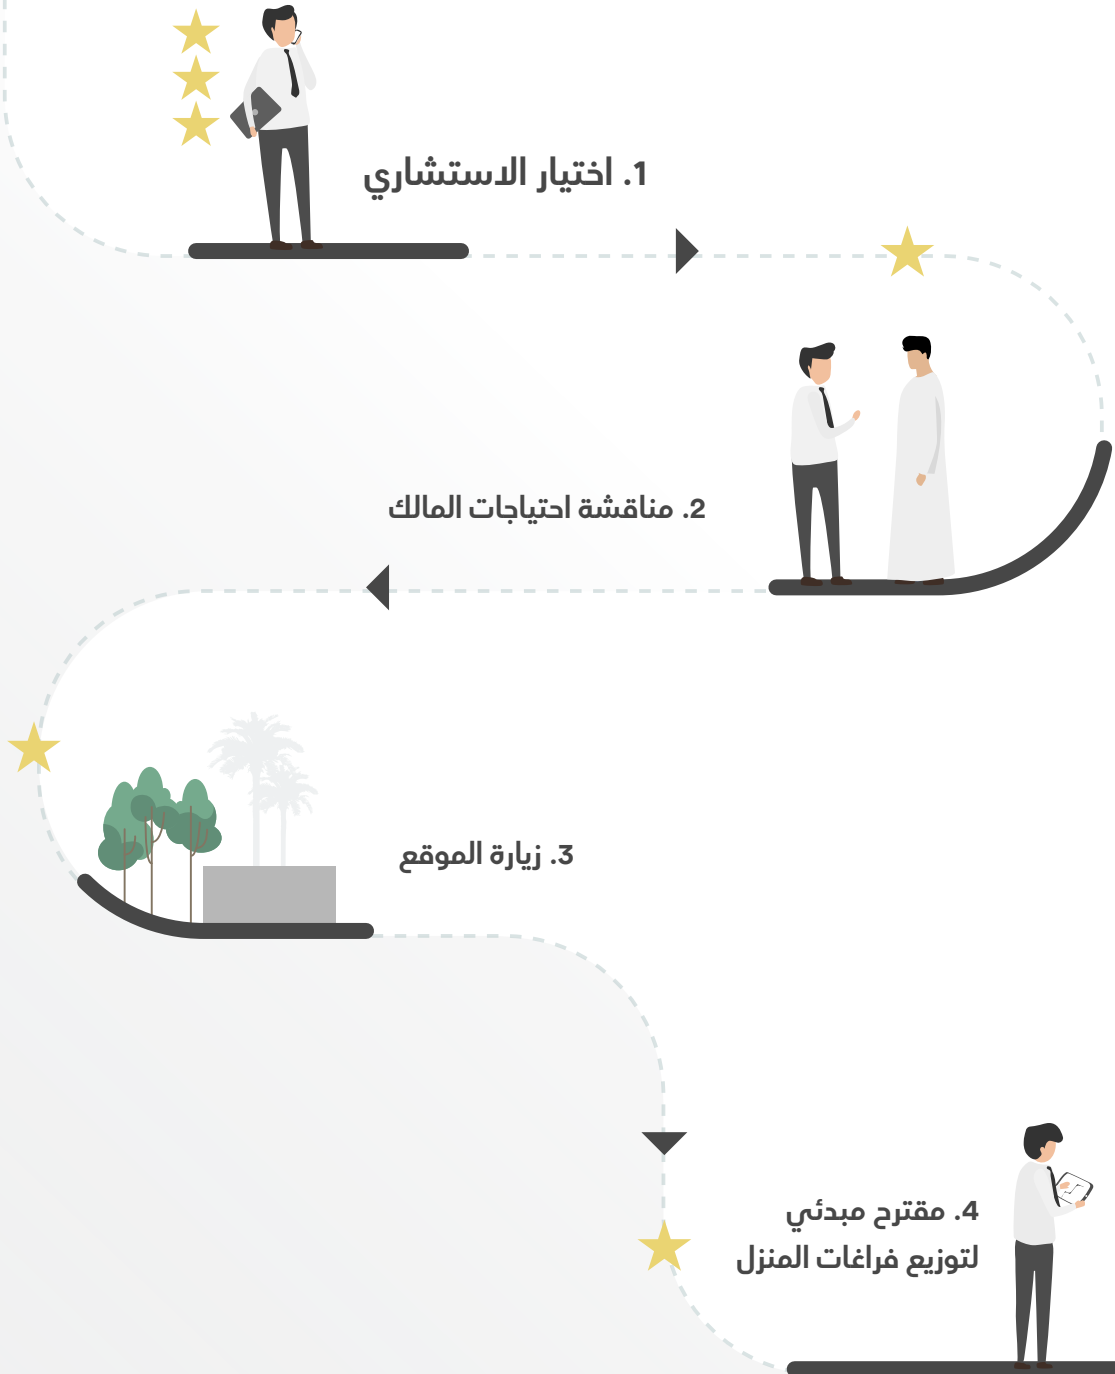 1. اختيار الاستشاري
2. مناقشة احتياجات المالك
3. زيارة الموقع
4. مقترح مبدئي
لتوزيع فراغات المنزل